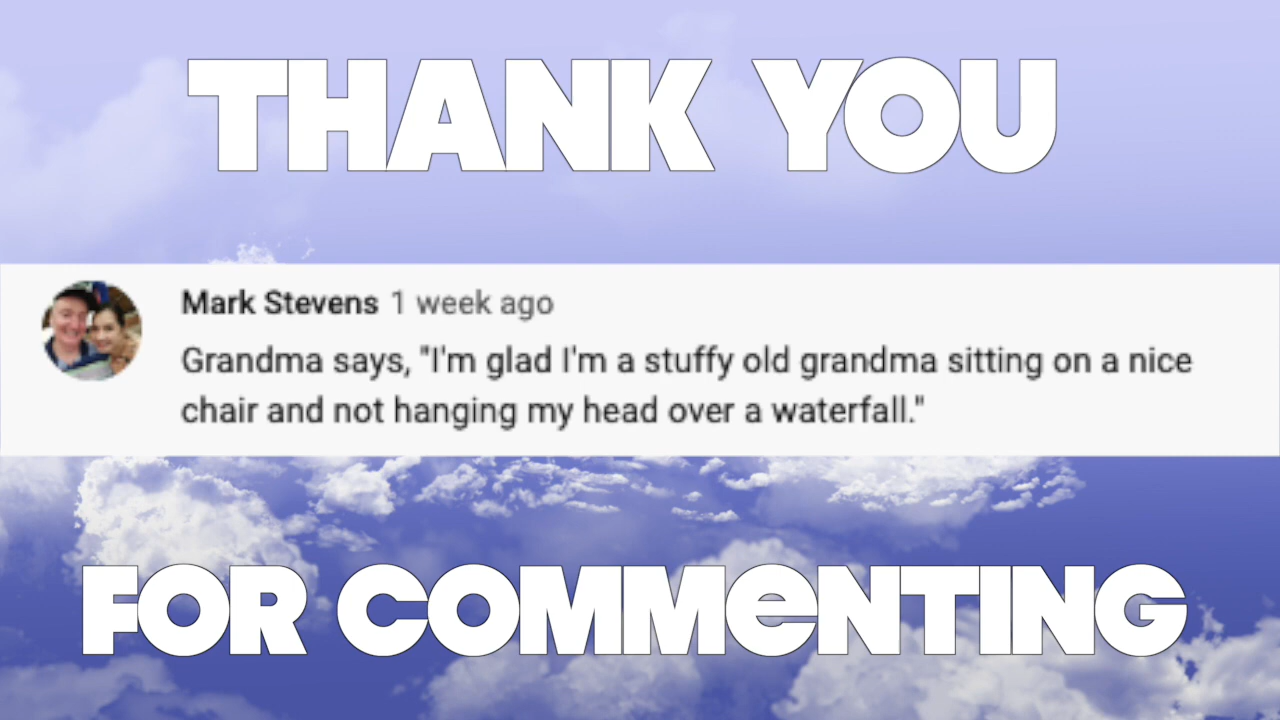 THANK YOU
Mark Stevens 1 week ago
Grandma says, "I'm glad I'm a stuffy old grandma sitting on a nice
chair and not hanging my head over a waterfall."
FOR COMMeNTING